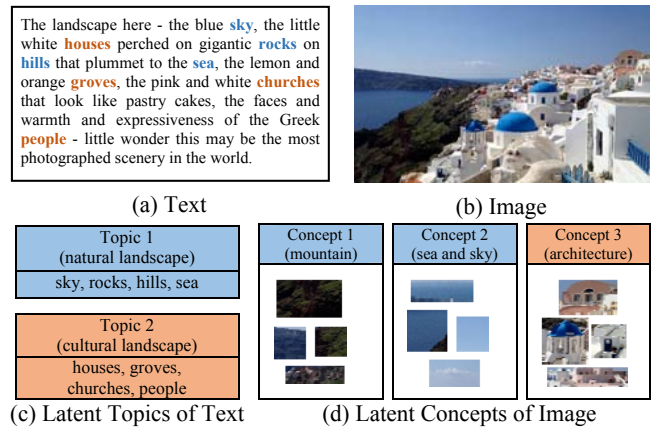 The landscape here - the blue sky, the little
white houses perched on gigantic rocks on
hills that plummet to the sea, the lemon and
orange groves, the pink and white churches
that look like pastry cakes, the faces and
warmth and expressiveness of the Greek
people - little wonder this may be the most
photographed scenery in the world.
(a) Text
(b) Image
Topic 1
(natural landscape)
sky, rocks, hills, sea
Topic 2
(cultural landscape)
houses, groves,
churches, people
(c) Latent Topics of Text
Concept 1
(mountain)
Concept 2
(sea and sky)
Concept 3
(architecture)
(d) Latent Concepts of Image